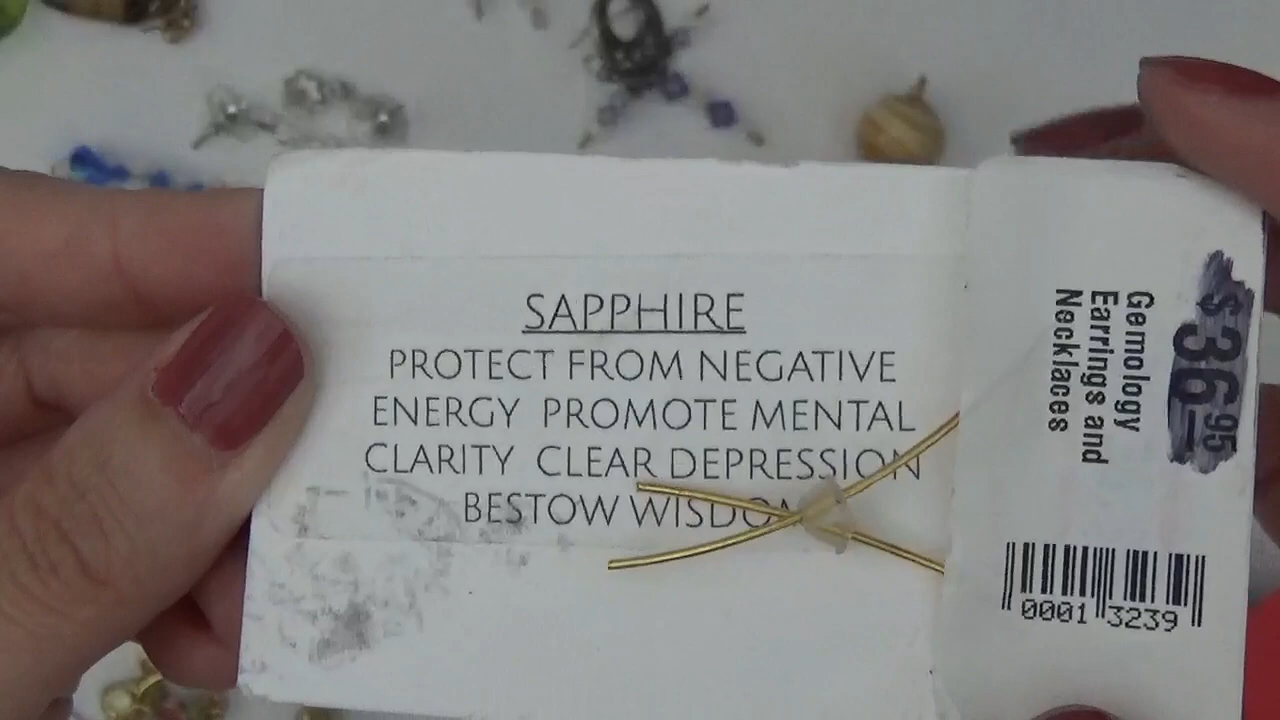 SAPPHIRE
PROTECT FROM NEGATIVE
ENERGY PROMOTE MENTAL
CLARITY CLEAR DEPRESSION
BESTOW WISDOM
$36.95
Gemology
Earrings and
Necklaces
0001 3239